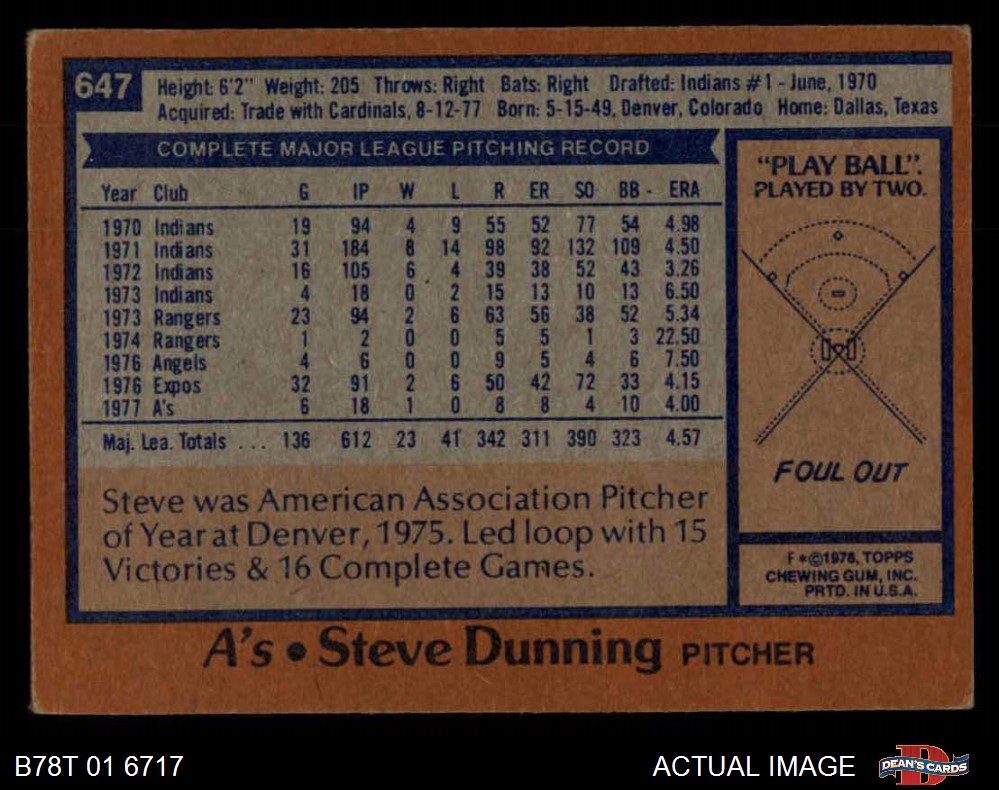 647
Height: 6'2" Weight: 205 Throws: Right Bats: Right Drafted: Indians #1 - June, 1970
Acquired: Trade with Cardinals, 8-12-77 Born: 5-15-49, Denver, Colorado Home: Dallas, Texas
COMPLETE MAJOR LEAGUE PITCHING RECORD
Year Club G IP W L R ER SO BB - ERA
1970 Indians 19 94 4 9 55 52 77 54 4.98
1971 Indians 31 184 8 14 98 92 132 109 4.50
1972 Indians 16 105 6 4 39 38 52 43 3.26
1973 Indians 4 18 0 2 15 13 10 13 6.50
1973 Rangers 23 94 2 6 63 56 38 52 5.34
1974 Rangers 1 2 0 0 5 5 1 3 22.50
1976 Angels 4 6 0 0 9 5 4 6 7.50
1976 Expos 32 91 2 6 50 42 72 33 4.15
1977 A's 6 18 1 0 8 8 4 10 4.00
Maj. Lea. Totals ... 136 612 23 41 342 311 390 323 4.57
Steve was American Association Pitcher
of Year at Denver, 1975. Led loop with 15
Victories & 16 Complete Games.
"PLAY BALL".
PLAYED BY TWO.
FOUL OUT
F *©1978, TOPPS
CHEWING GUM, INC.
PRTD. IN U.S.A.
A's • Steve Dunning PITCHER
B78T 01 6717
ACTUAL IMAGE
DEAN'S CARDS